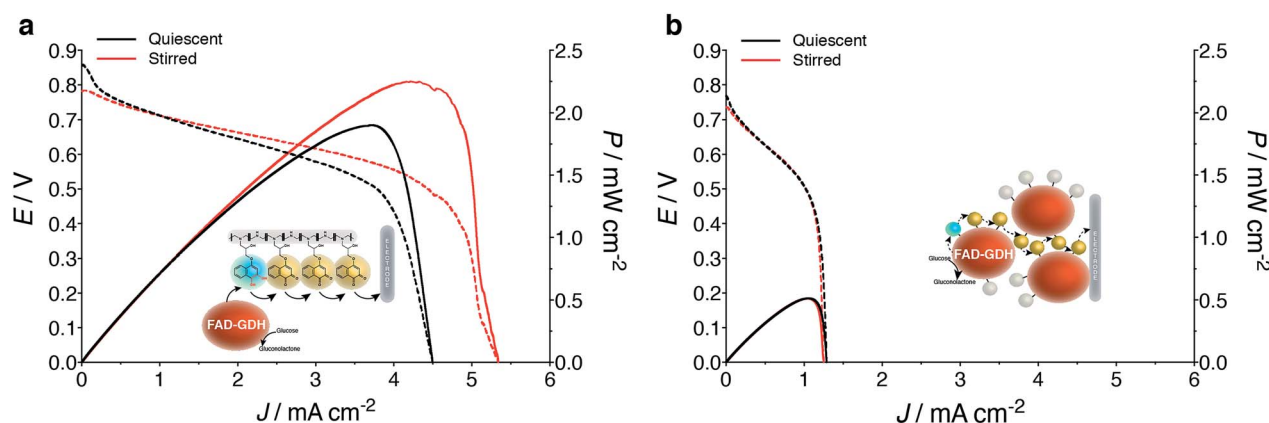 a
Quiescent
Stirred
0.9
0.8
0.7
0.6
0.5
0.4
0.3
0.2
0.1
0.0
E / V
2.5
2.0
1.5
1.0
0.5
0.0
P / mW cm-2
0 1 2 3 4 5 6
J / mA cm-2
FAD-GDH
Glucose
Gluconolactone
ELECTRODE
b
Quiescent
Stirred
0.9
0.8
0.7
0.6
0.5
0.4
0.3
0.2
0.1
0.0
E / V
2.5
2.0
1.5
1.0
0.5
0.0
P / mW cm-2
0 1 2 3 4 5 6
J / mA cm-2
FAD-GDH
Glucose
Gluconolactone
ELECTRODE